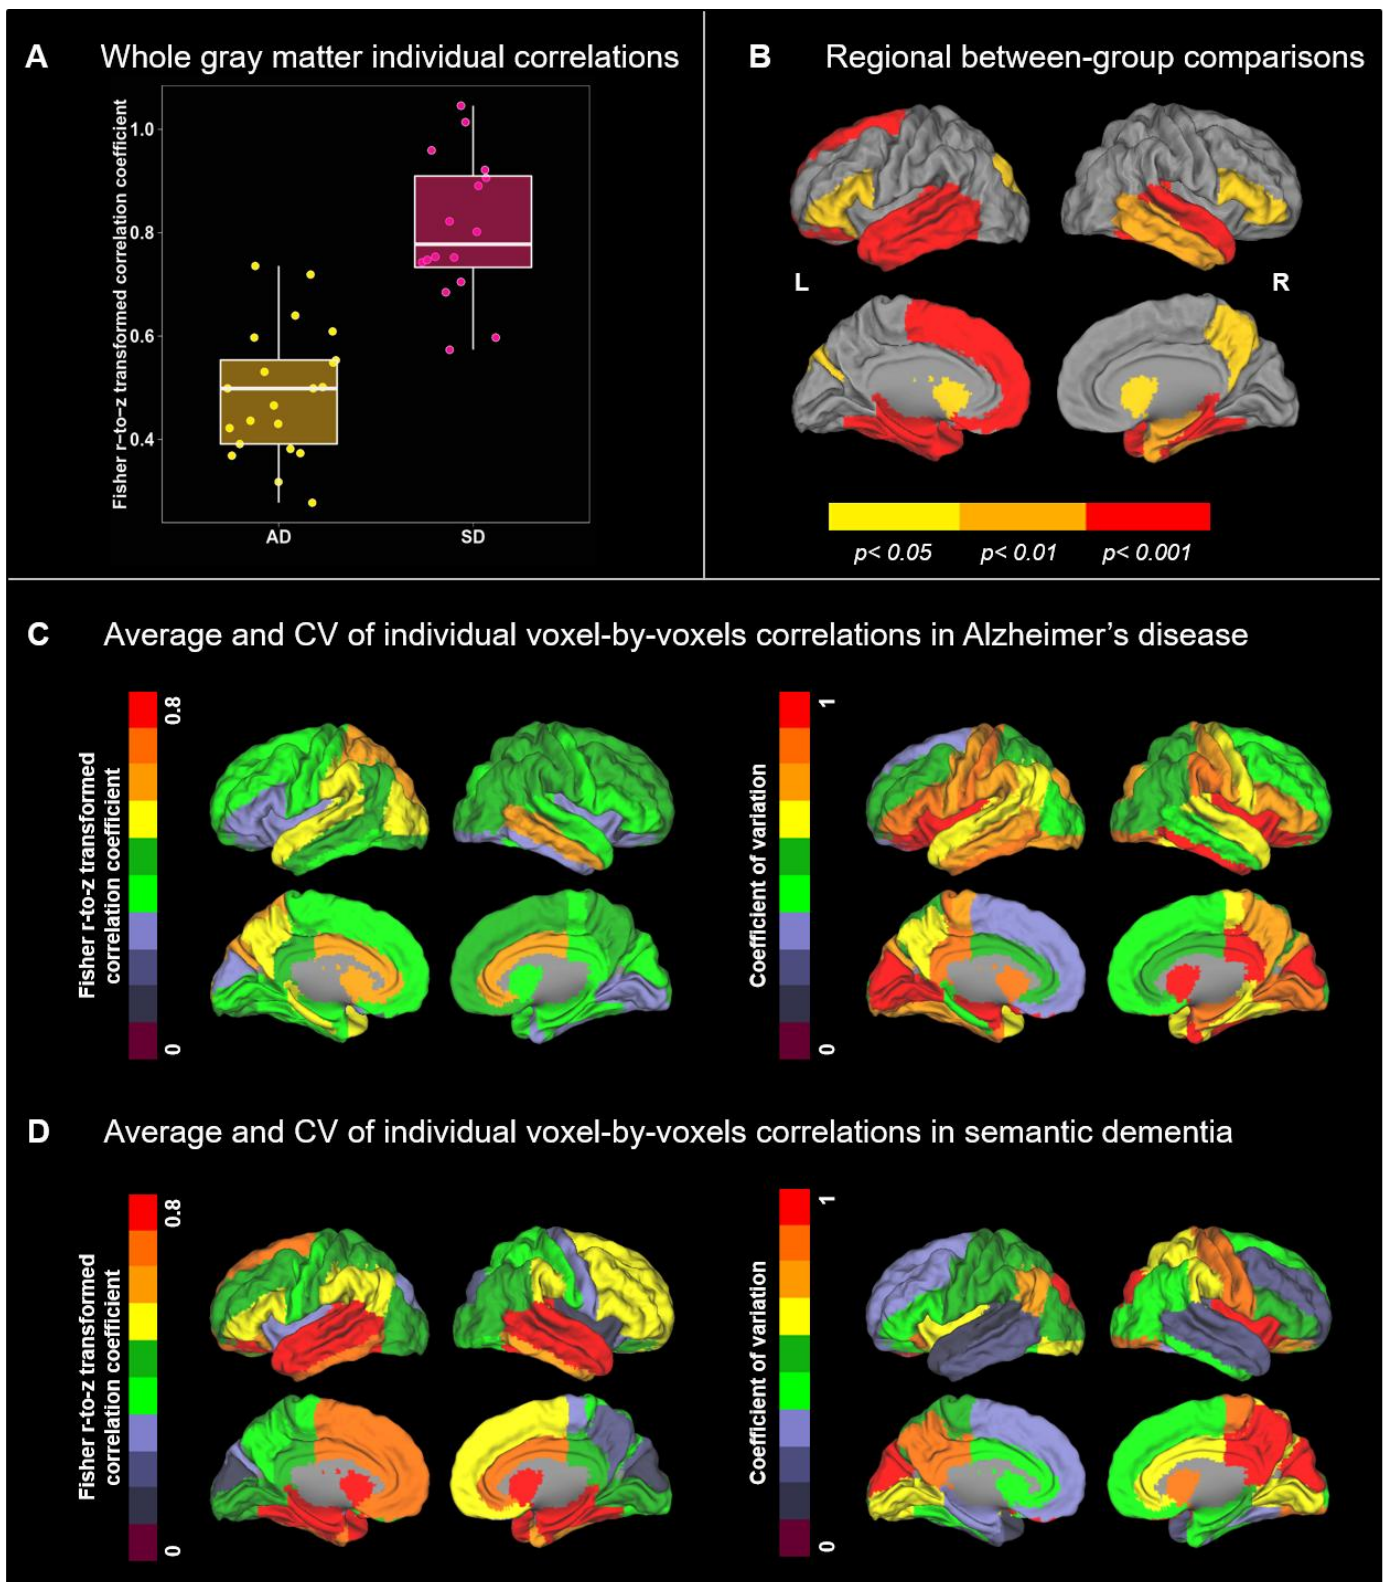 A Whole gray matter individual correlations
Fisher r−to−z transformed correlation coefficient
1.0
0.8
0.6
0.4
AD SD
B Regional between-group comparisons
L R
p< 0.05 p< 0.01 p< 0.001
C Average and CV of individual voxel-by-voxels correlations in Alzheimer’s disease
Fisher r-to-z transformed
correlation coefficient
0.8
0
Coefficient of variation
1
0
D Average and CV of individual voxel-by-voxels correlations in semantic dementia
Fisher r-to-z transformed
correlation coefficient
0.8
0
Coefficient of variation
1
0